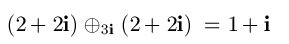 (2 + 2i) ⊕₃ᵢ (2 + 2i) = 1 + i